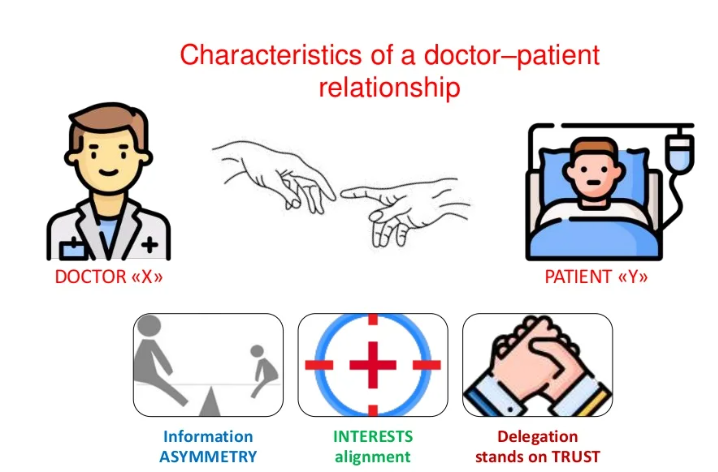 Characteristics of a doctor–patient
relationship
DOCTOR «X»
PATIENT «Y»
Information
ASYMMETRY
INTERESTS
alignment
Delegation
stands on TRUST